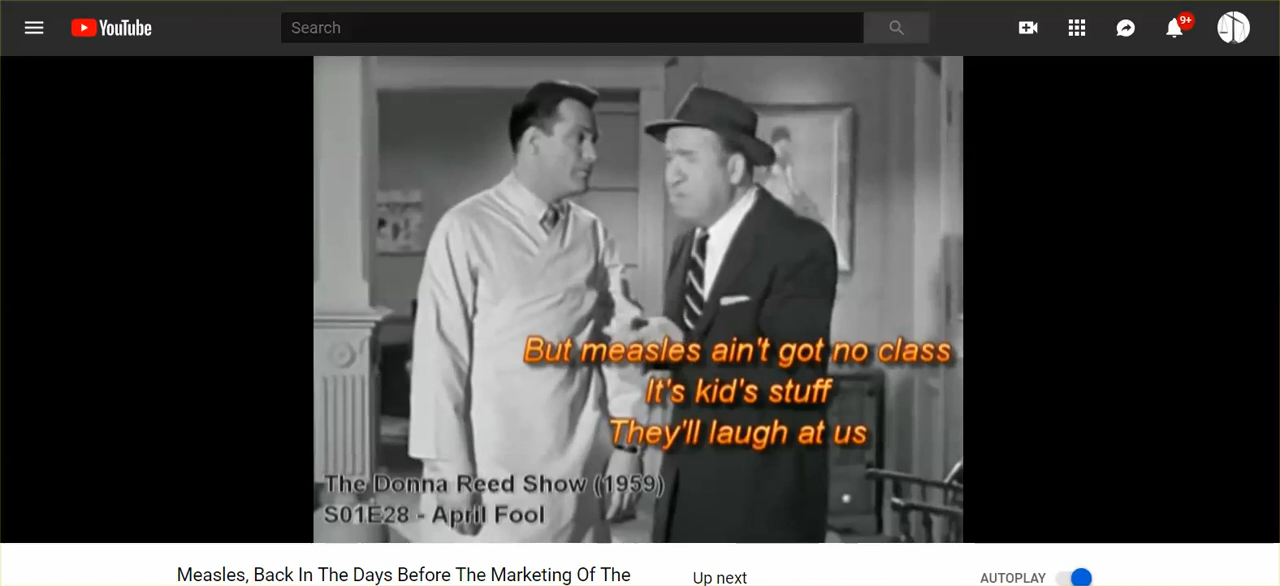 YouTube
Search
9+
But measles ain't got no class
It's kid's stuff
They'll laugh at us
The Donna Reed Show (1959)
S01E28 - April Fool
Measles, Back In The Days Before The Marketing Of The
Up next
AUTOPLAY